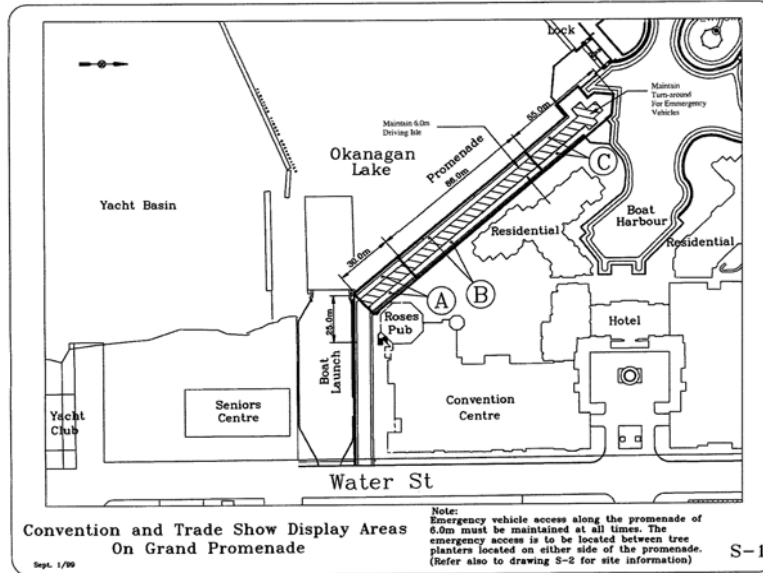 Lock
Maintain
Turn-around
For Emmergency
Vehicles
55.0m
Maintain 6.0m
Driving Isle
Promenade
Okanagan
Lake
C
86.0m
Yacht Basin
Boat
Harbour
Residential
Residential
30.0m
A
B
25.0m
Roses
Pub
Hotel
Boat
Launch
Seniors
Centre
Convention
Centre
Yacht
Club
Water St
Convention and Trade Show Display Areas
On Grand Promenade
Sept. 1/99
Note:
Emergency vehicle access along the promenade of
6.0m must be maintained at all times. The
emergency access is to be located between tree
planters located on either side of the promenade.
(Refer also to drawing S-2 for site information)
S-1